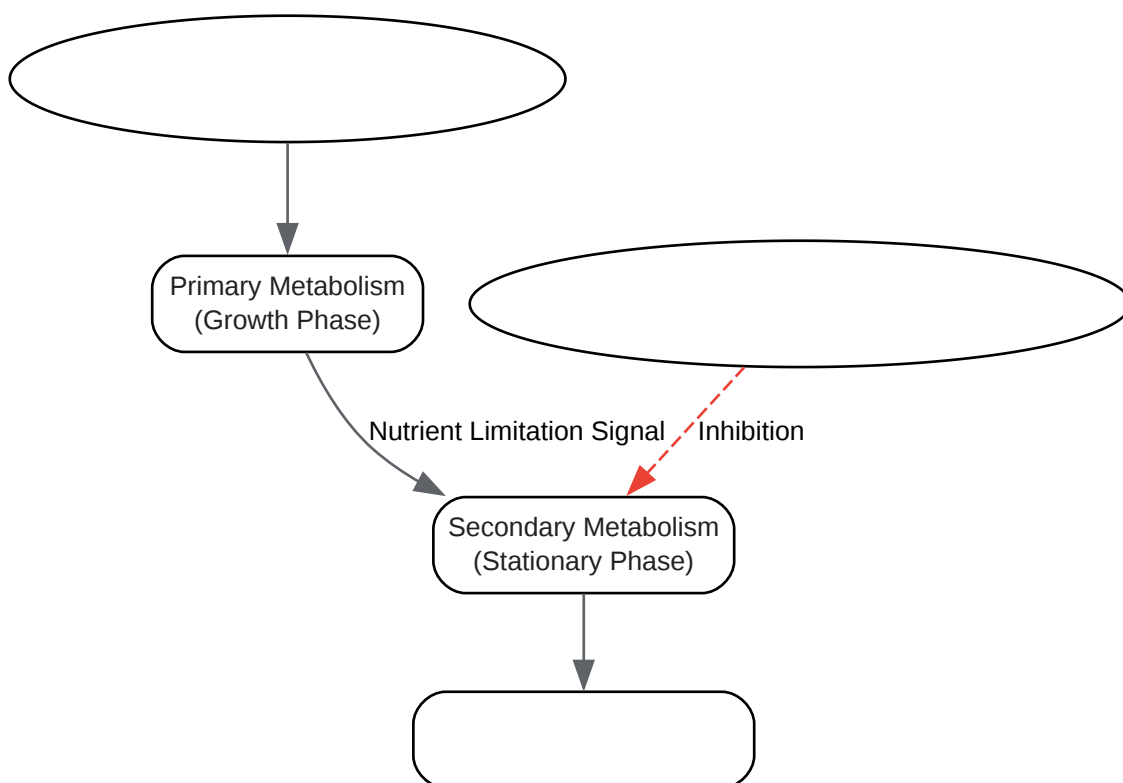 Primary Metabolism
(Growth Phase)
Nutrient Limitation Signal
Inhibition
Secondary Metabolism
(Stationary Phase)